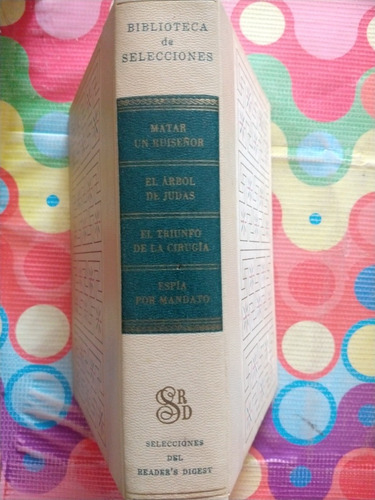 BIBLIOTECA
de
SELECCIONES
MATAR
UN RUISEÑOR
EL ÁRBOL
DE JUDAS
EL TRIUNFO
DE LA CIRUGÍA
ESPÍA
POR MANDATO
SRD
SELECCIONES
DEL
READER'S DIGEST